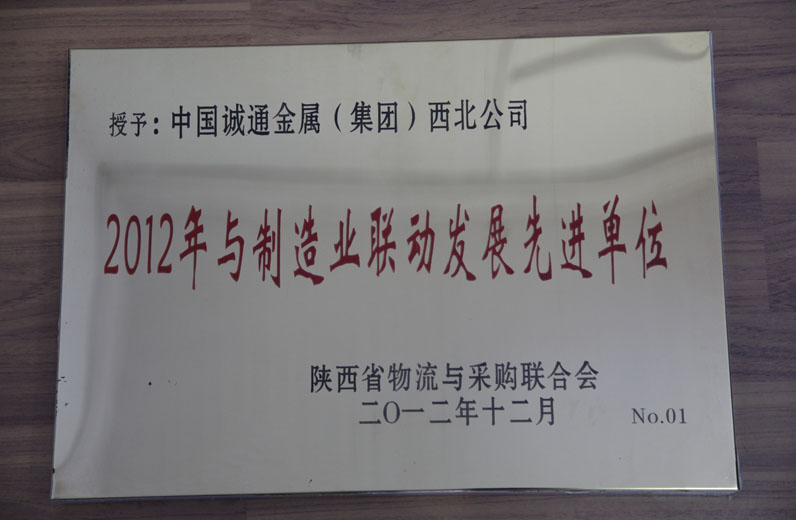 授予：中国诚通金属（集团）西北公司
2012年与制造业联动发展先进单位
陕西省物流与采购联合会
二〇一二年十二月
No.01